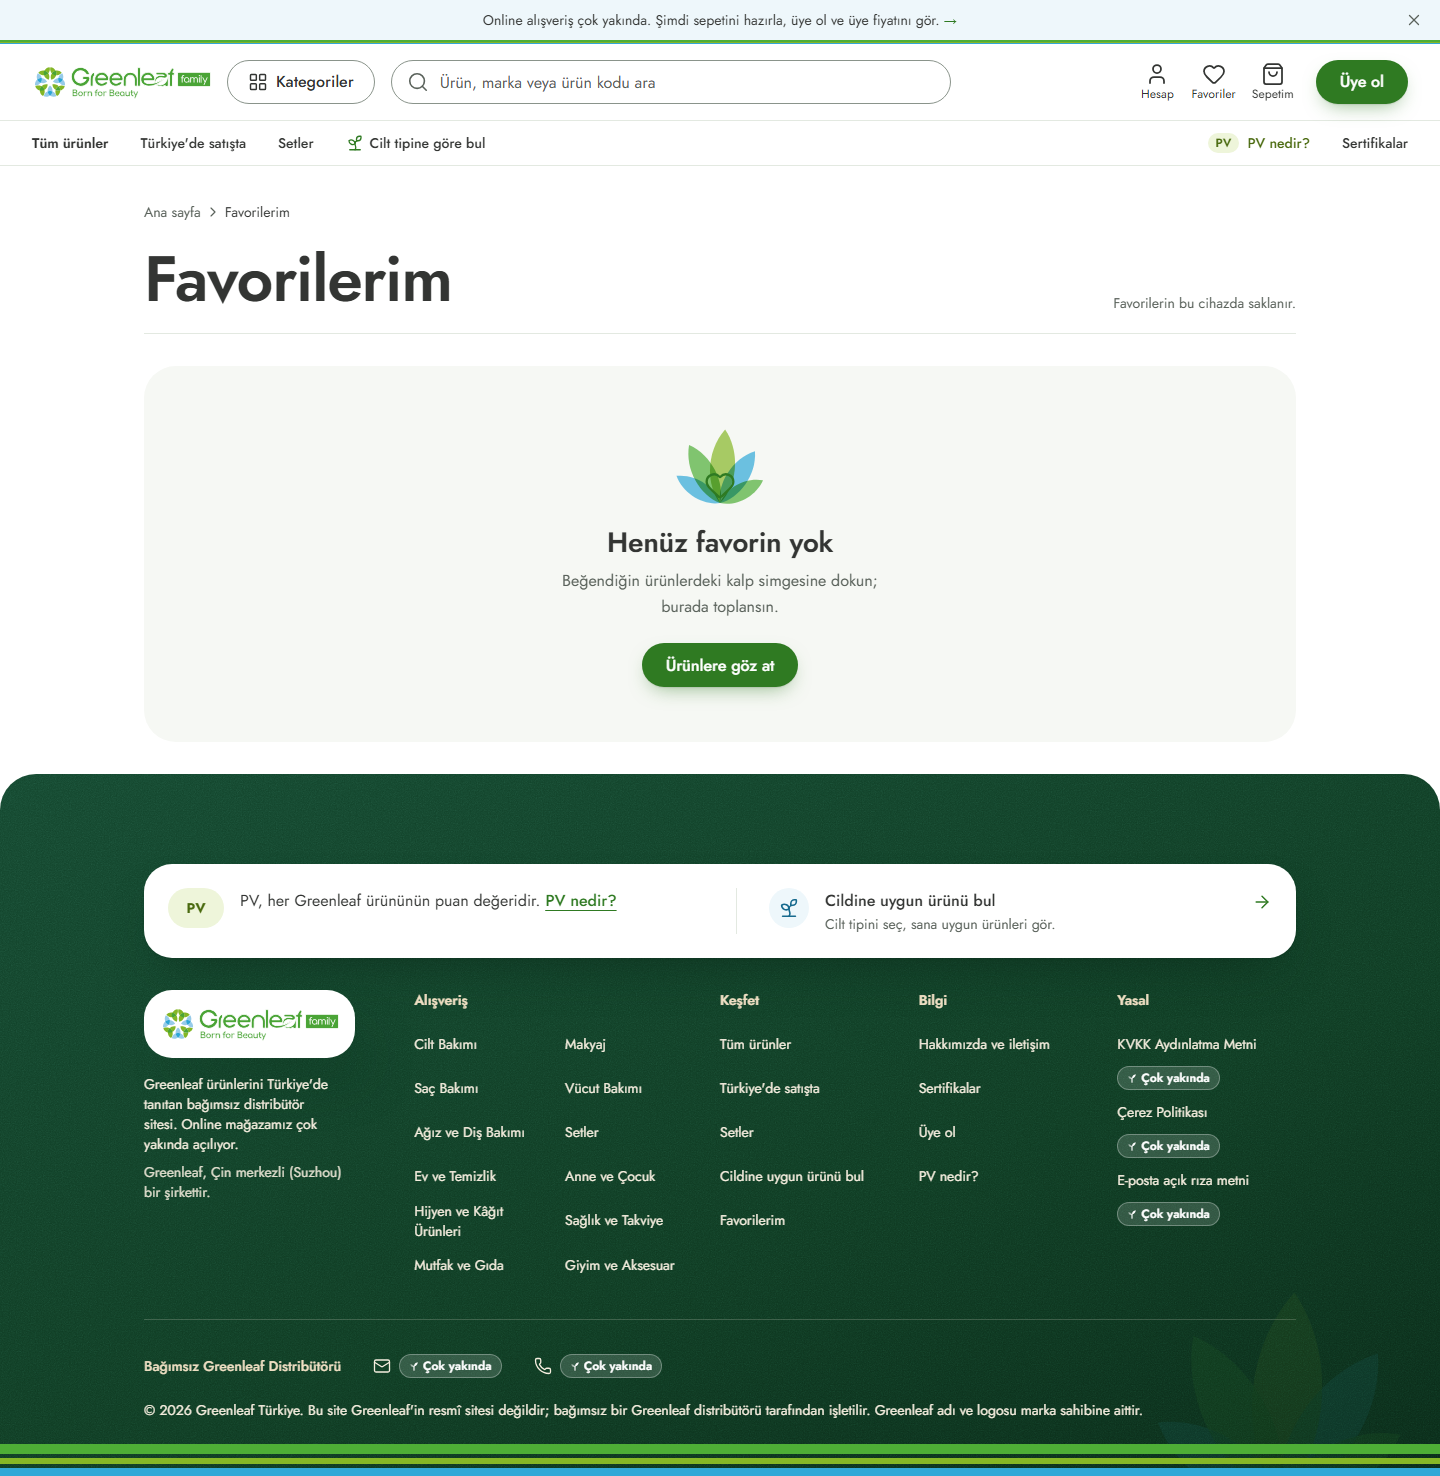 Online alışveriş çok yakında. Şimdi sepetini hazırla, üye ol ve üye fiyatını gör. →
Greenleaf family
Born for Beauty
Kategoriler
Ürün, marka veya ürün kodu ara
Hesap
Favoriler
Sepetim
Üye ol
Tüm ürünler
Türkiye'de satışta
Setler
Cilt tipine göre bul
PV
PV nedir?
Sertifikalar
Ana sayfa
Favorilerim
Favorilerim
Favorilerin bu cihazda saklanır.
Henüz favorin yok
Beğendiğin ürünlerdeki kalp simgesine dokun;
burada toplansın.
Ürünlere göz at
PV
PV, her Greenleaf ürününün puan değeridir. PV nedir?
Cildine uygun ürünü bul
Cilt tipini seç, sana uygun ürünleri gör.
Greenleaf family
Born for Beauty
Greenleaf ürünlerini Türkiye'de
tanıtan bağımsız distribütör
sitesi. Online mağazamız çok
yakında açılıyor.
Greenleaf, Çin merkezli (Suzhou)
bir şirkettir.
Alışveriş
Cilt Bakımı
Makyaj
Saç Bakımı
Vücut Bakımı
Ağız ve Diş Bakımı
Setler
Ev ve Temizlik
Anne ve Çocuk
Hijyen ve Kâğıt
Ürünleri
Sağlık ve Takviye
Mutfak ve Gıda
Giyim ve Aksesuar
Keşfet
Tüm ürünler
Türkiye'de satışta
Setler
Cildine uygun ürünü bul
Favorilerim
Bilgi
Hakkımızda ve iletişim
Sertifikalar
Üye ol
PV nedir?
Yasal
KVKK Aydınlatma Metni
Çok yakında
Çerez Politikası
Çok yakında
E-posta açık rıza metni
Çok yakında
Bağımsız Greenleaf Distribütörü
Çok yakında
Çok yakında
© 2026 Greenleaf Türkiye. Bu site Greenleaf'in resmî sitesi değildir; bağımsız bir Greenleaf distribütörü tarafından işletilir. Greenleaf adı ve logosu marka sahibine aittir.